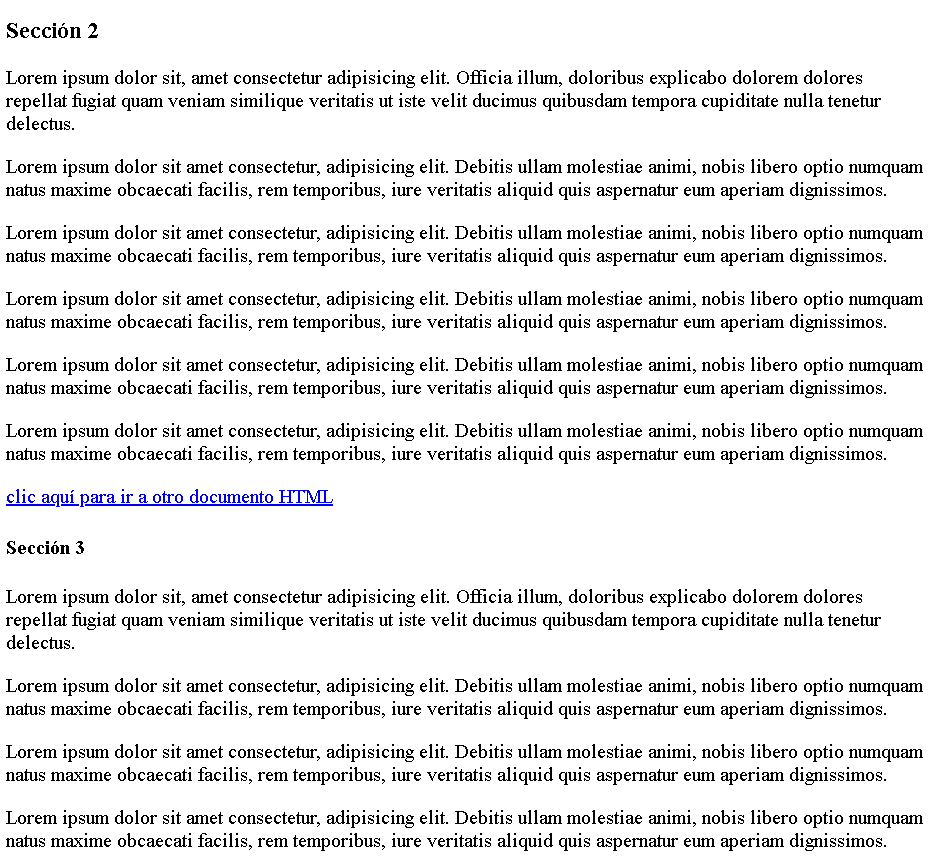 Sección 2
Lorem ipsum dolor sit, amet consectetur adipisicing elit. Officia illum, doloribus explicabo dolorem dolores
repellat fugiat quam veniam similique veritatis ut iste velit ducimus quibusdam tempora cupiditate nulla tenetur
delectus.
Lorem ipsum dolor sit amet consectetur, adipisicing elit. Debitis ullam molestiae animi, nobis libero optio numquam
natus maxime obcaecati facilis, rem temporibus, iure veritatis aliquid quis aspernatur eum aperiam dignissimos.
Lorem ipsum dolor sit amet consectetur, adipisicing elit. Debitis ullam molestiae animi, nobis libero optio numquam
natus maxime obcaecati facilis, rem temporibus, iure veritatis aliquid quis aspernatur eum aperiam dignissimos.
Lorem ipsum dolor sit amet consectetur, adipisicing elit. Debitis ullam molestiae animi, nobis libero optio numquam
natus maxime obcaecati facilis, rem temporibus, iure veritatis aliquid quis aspernatur eum aperiam dignissimos.
Lorem ipsum dolor sit amet consectetur, adipisicing elit. Debitis ullam molestiae animi, nobis libero optio numquam
natus maxime obcaecati facilis, rem temporibus, iure veritatis aliquid quis aspernatur eum aperiam dignissimos.
Lorem ipsum dolor sit amet consectetur, adipisicing elit. Debitis ullam molestiae animi, nobis libero optio numquam
natus maxime obcaecati facilis, rem temporibus, iure veritatis aliquid quis aspernatur eum aperiam dignissimos.
clic aquí para ir a otro documento HTML
Sección 3
Lorem ipsum dolor sit, amet consectetur adipisicing elit. Officia illum, doloribus explicabo dolorem dolores
repellat fugiat quam veniam similique veritatis ut iste velit ducimus quibusdam tempora cupiditate nulla tenetur
delectus.
Lorem ipsum dolor sit amet consectetur, adipisicing elit. Debitis ullam molestiae animi, nobis libero optio numquam
natus maxime obcaecati facilis, rem temporibus, iure veritatis aliquid quis aspernatur eum aperiam dignissimos.
Lorem ipsum dolor sit amet consectetur, adipisicing elit. Debitis ullam molestiae animi, nobis libero optio numquam
natus maxime obcaecati facilis, rem temporibus, iure veritatis aliquid quis aspernatur eum aperiam dignissimos.
Lorem ipsum dolor sit amet consectetur, adipisicing elit. Debitis ullam molestiae animi, nobis libero optio numquam
natus maxime obcaecati facilis, rem temporibus, iure veritatis aliquid quis aspernatur eum aperiam dignissimos.